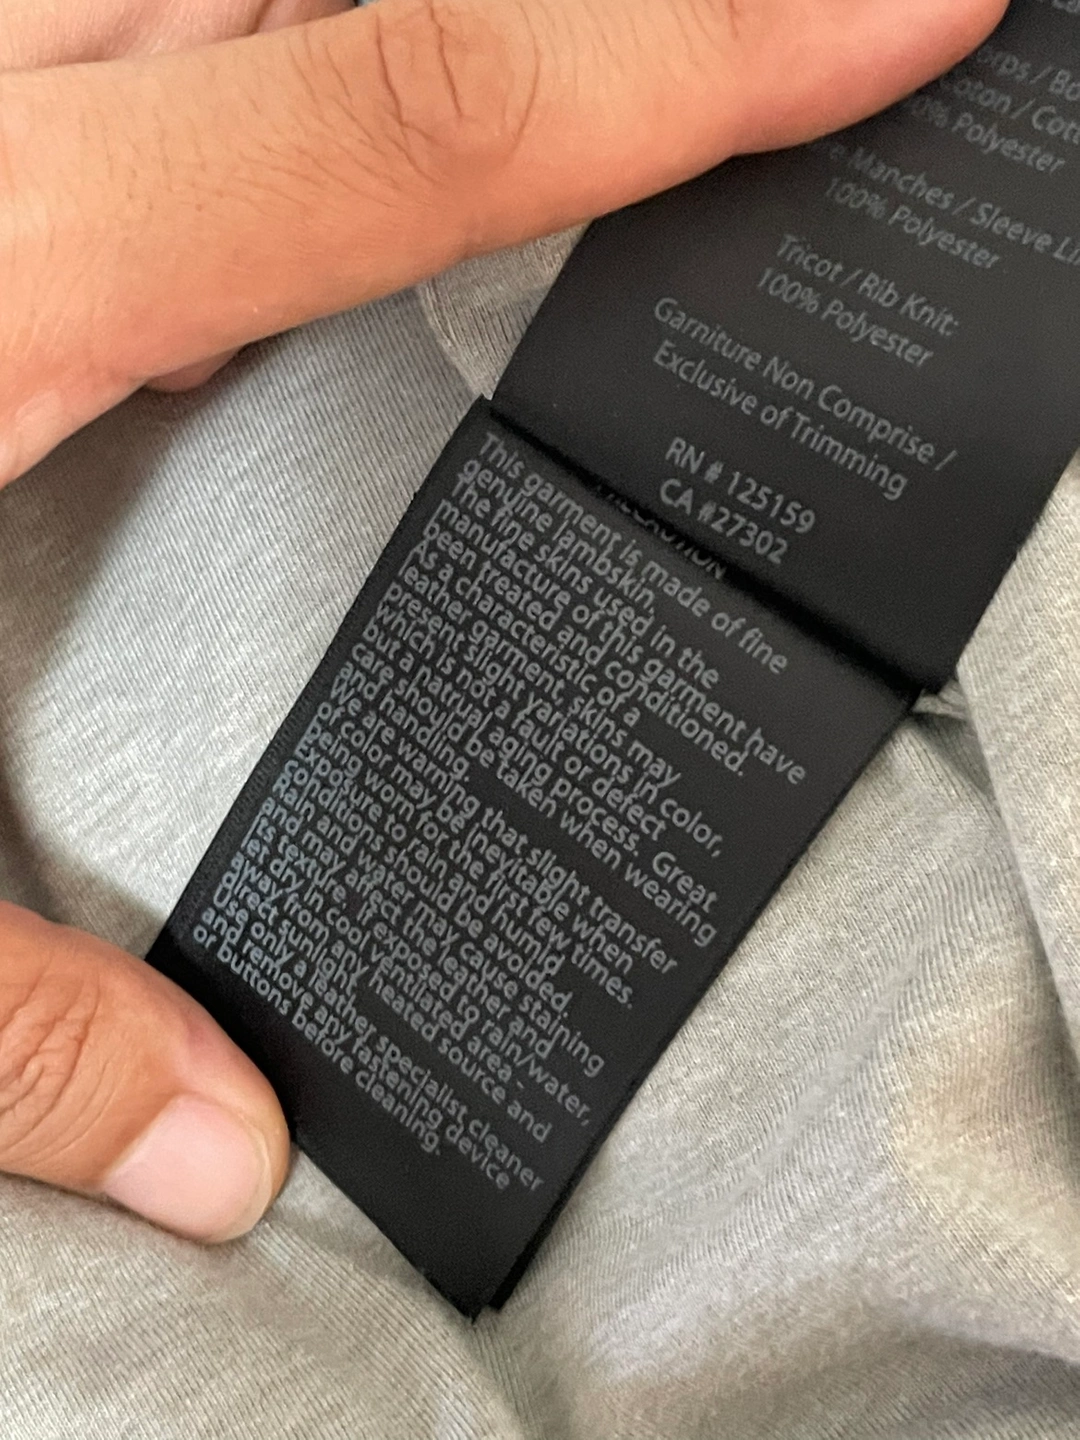 / Bo
/ Cott
Polyester
Manches / Sleeve
100% Polyester
Tricot / Rib Knit:
100% Polyester
Garniture Non Comprise /
Exclusive of Trimming
RN # 125159
CA #27302
This garment is made of fine
genuine lambskin.
The fine skins used in the
manufacture of this garment have
been treated and conditioned.
As a characteristic of a
leather garment, skins may
present slight variations in color,
which is not a fault or defect
but a natural aging process. Great
care should be taken when wearing
and handling.
We are warning that slight transfer
of color may be inevitable when
being worn for the first few times.
Exposure to rain and humid
conditions should be avoided.
Rain and water may cause staining
and may affect the leather and
its texture. If exposed to rain/water,
let dry in cool ventilated area -
away from any heated source and
direct sunlight.
Use only a leather specialist cleaner
and remove any fastening device
or buttons before cleaning.